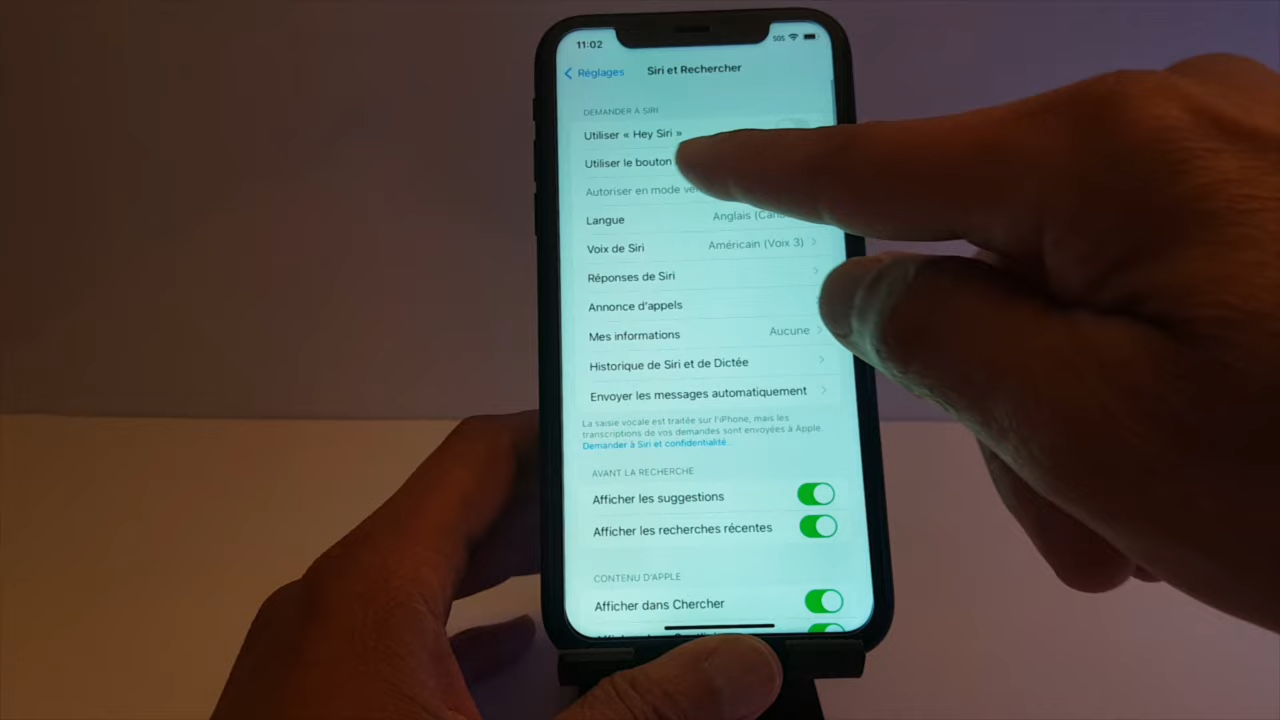 11:02
SOS
Réglages
Siri et Rechercher
DEMANDER À SIRI
Utiliser « Hey Siri »
Utiliser le bouton
Autoriser en mode
Langue
Anglais
Voix de Siri
Américain (Voix 3)
Réponses de Siri
Annonce d'appels
Mes informations
Aucune
Historique de Siri et de Dictée
Envoyer les messages automatiquement
La saisie vocale est traitée sur l'iPhone, mais les
transcriptions de vos demandes sont envoyées à Apple.
Demander à Siri et confidentialité...
AVANT LA RECHERCHE
Afficher les suggestions
Afficher les recherches récentes
CONTENU D'APPLE
Afficher dans Chercher